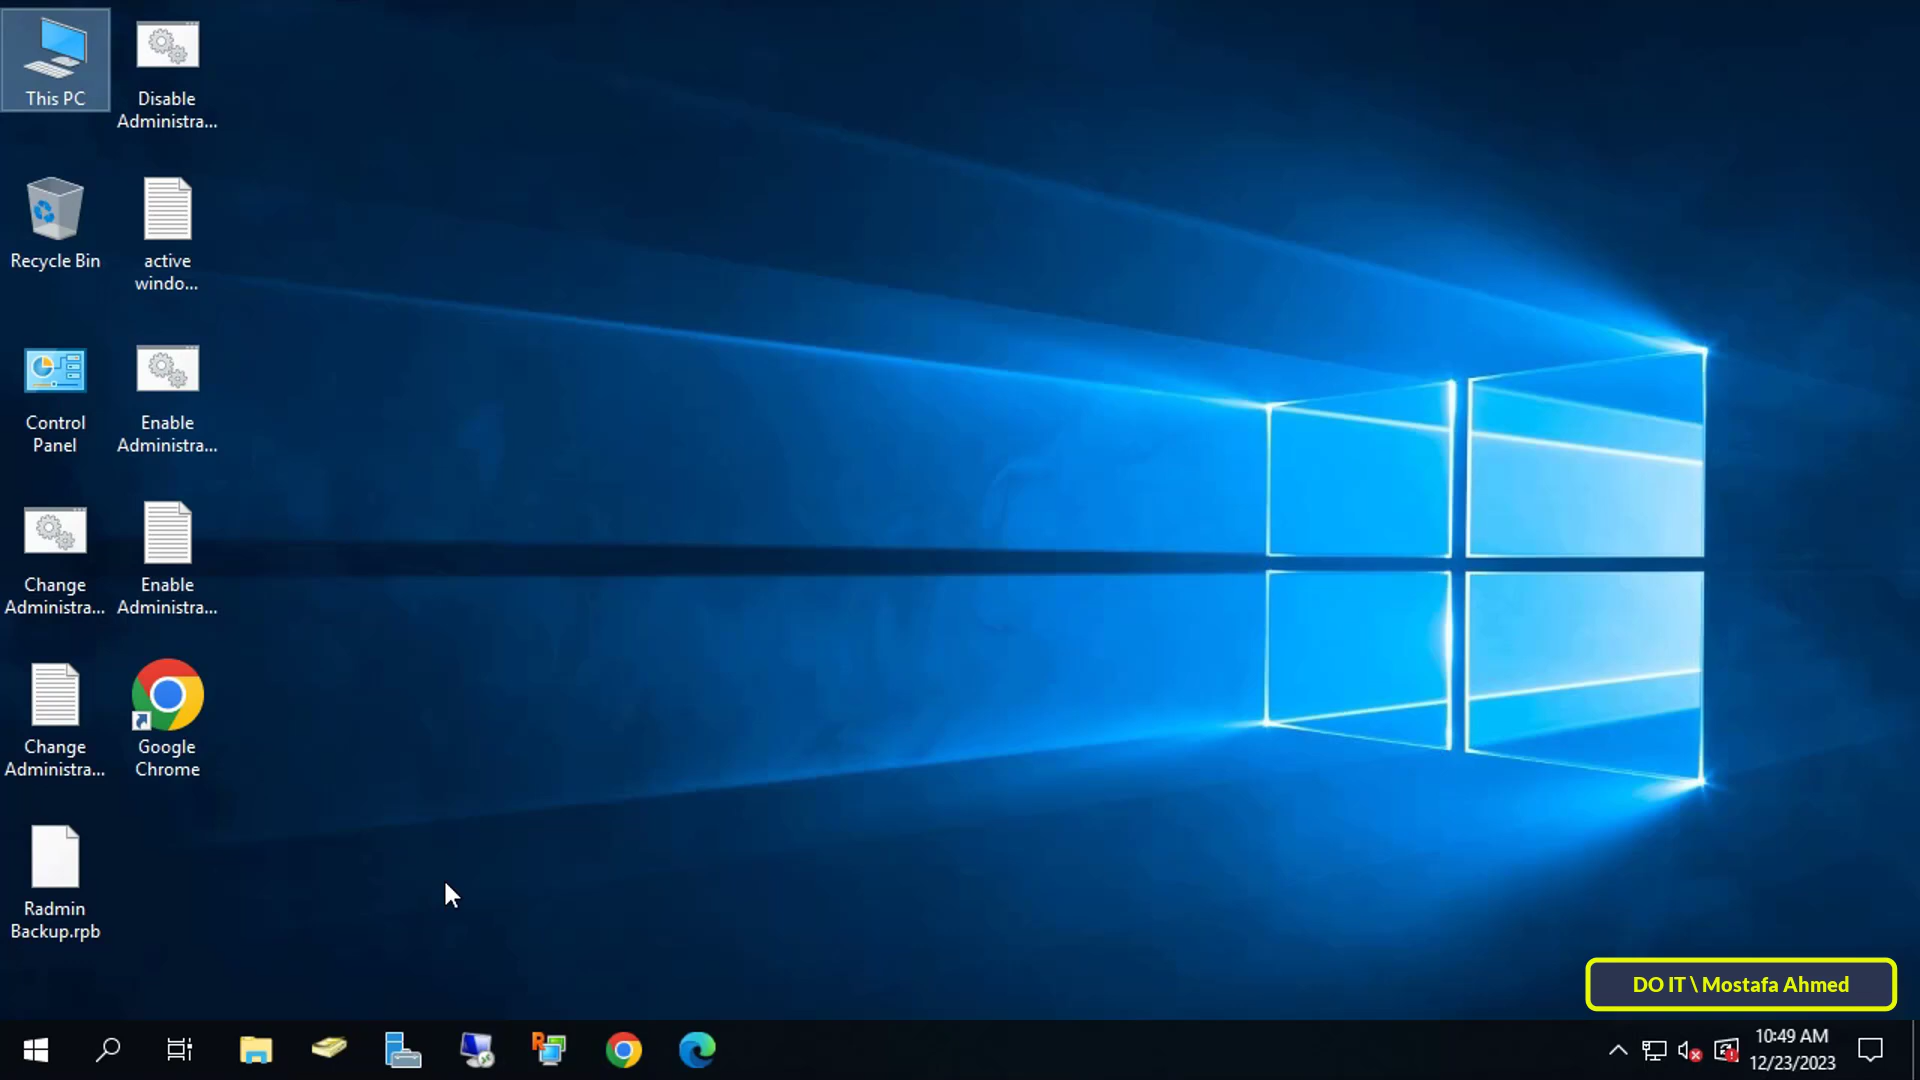 This PC
Disable
Administra...
Recycle Bin
active
windo...
Control
Panel
Enable
Administra...
Change
Administra...
Enable
Administra...
Change
Administra...
Google
Chrome
Radmin
Backup.rpb
DO IT \ Mostafa Ahmed
10:49 AM
12/23/2023